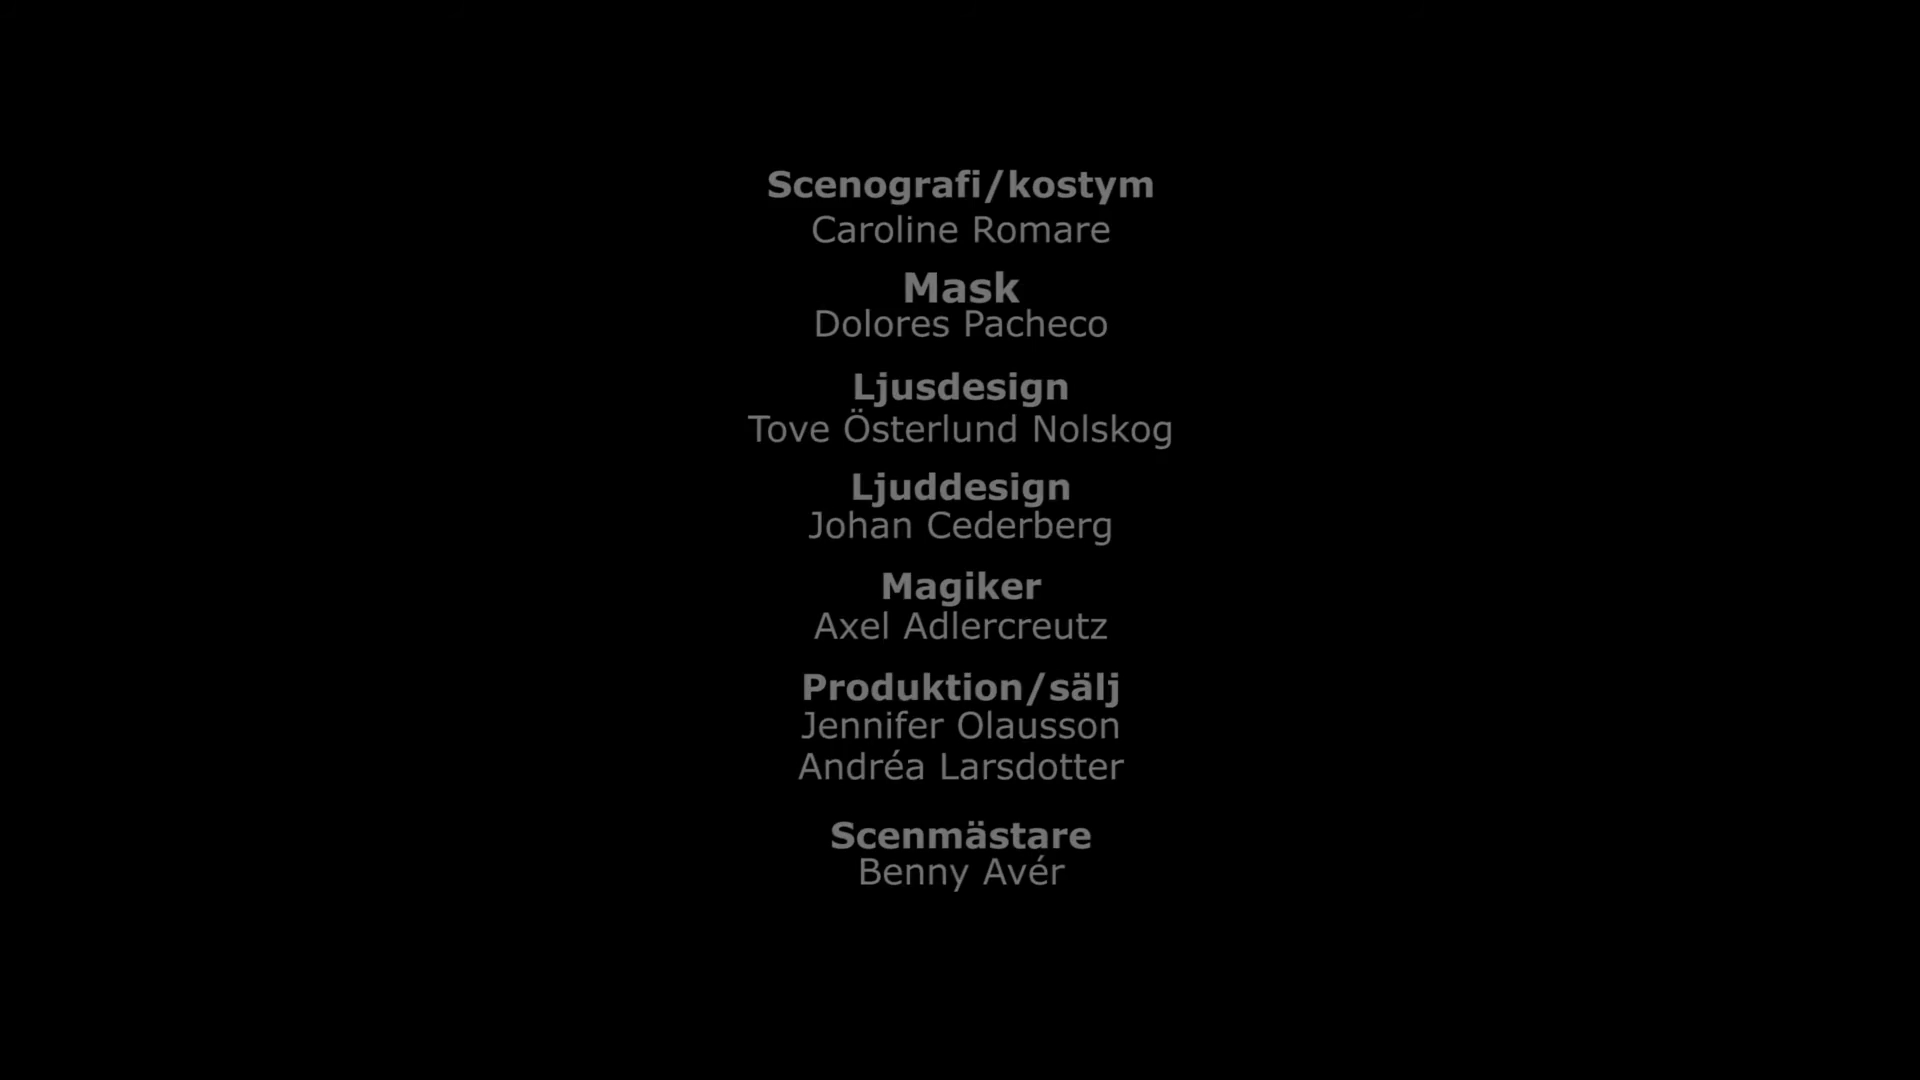 Scenografi/kostym
Caroline Romare
Mask
Dolores Pacheco
Ljusdesign
Tove Österlund Nolskog
Ljuddesign
Johan Cederberg
Magiker
Axel Adlercreutz
Produktion/sälj
Jennifer Olausson
Andréa Larsdotter
Scenmästare
Benny Avér